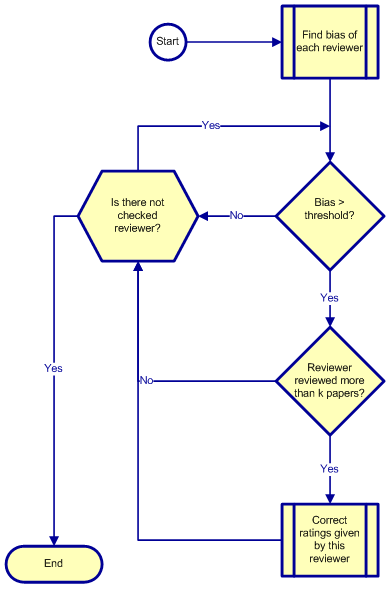 Start
Find bias of
each reviewer
Yes
Is there not
checked
reviewer?
No
Bias >
threshold?
Yes
Yes
Reviewer
reviewed more
than k papers?
No
Yes
Correct
ratings given
by this
reviewer
End